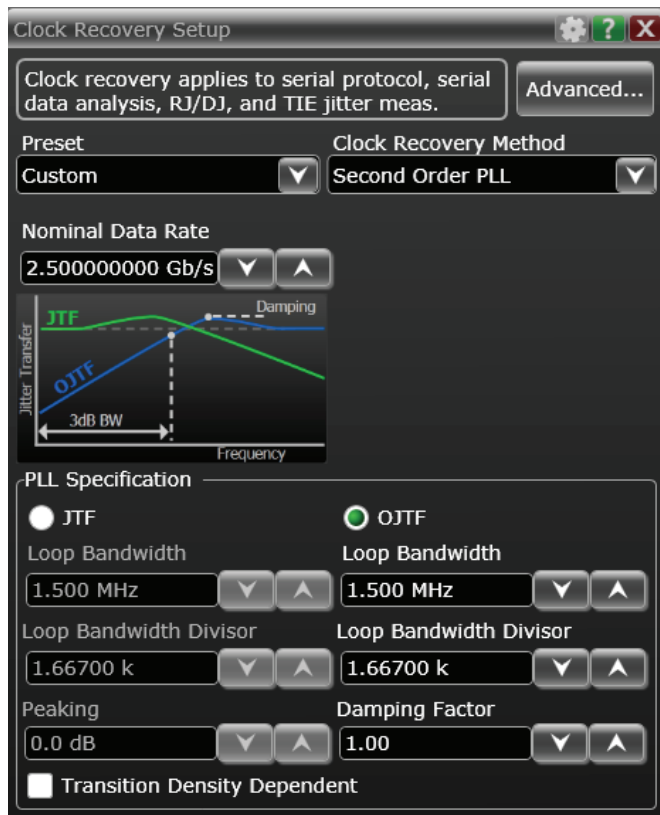 Clock Recovery Setup
?
X
Clock recovery applies to serial protocol, serial
data analysis, RJ/DJ, and TIE jitter meas.
Advanced...
Preset
Clock Recovery Method
Custom
Second Order PLL
Nominal Data Rate
2.500000000 Gb/s
Damping
JTF
OJTF
Jitter Transfer
3dB BW
Frequency
PLL Specification
JTF
OJTF
Loop Bandwidth
Loop Bandwidth
1.500 MHz
1.500 MHz
Loop Bandwidth Divisor
Loop Bandwidth Divisor
1.66700 k
1.66700 k
Peaking
Damping Factor
0.0 dB
1.00
Transition Density Dependent